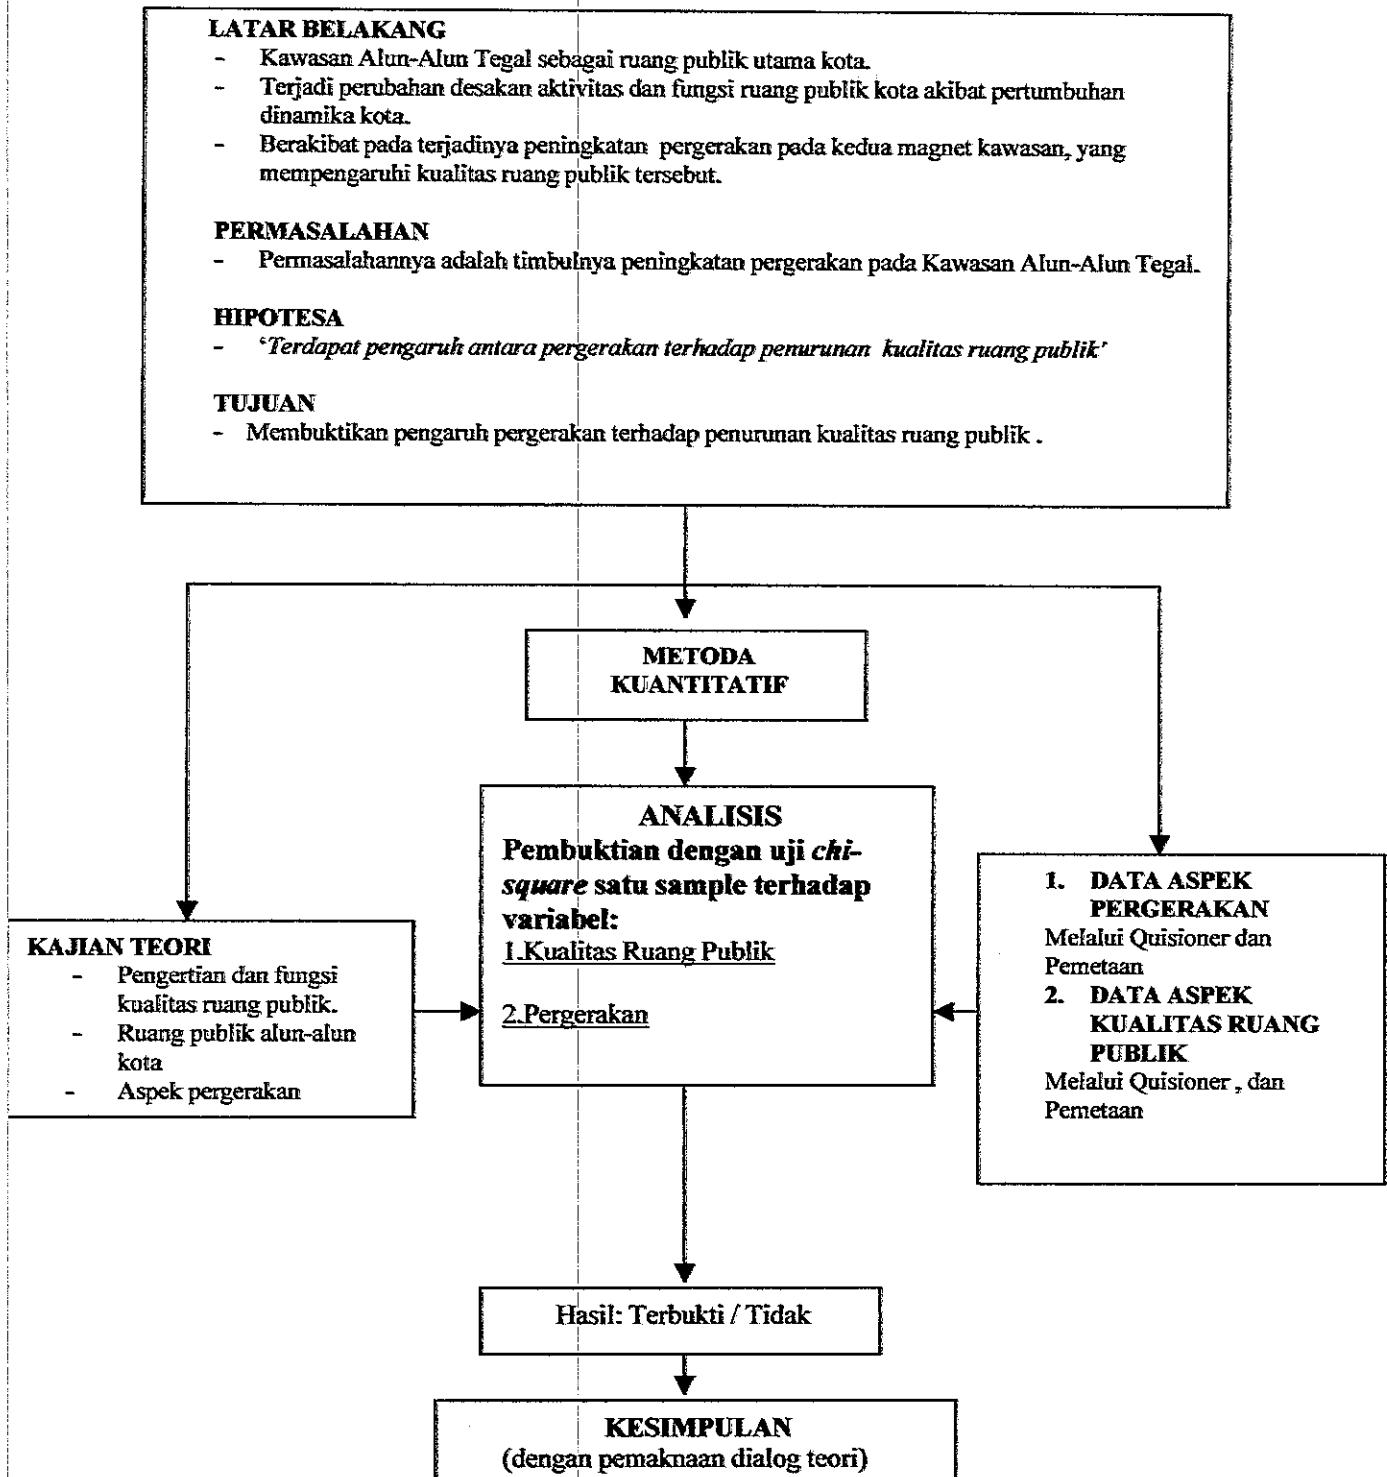 LATAR BELAKANG
- Kawasan Alun-Alun Tegal sebagai ruang publik utama kota.
- Terjadi perubahan desakan aktivitas dan fungsi ruang publik kota akibat pertumbuhan
dinamika kota.
- Berakibat pada terjadinya peningkatan pergerakan pada kedua magnet kawasan, yang
mempengaruhi kualitas ruang publik tersebut.
PERMASALAHAN
- Permasalahannya adalah timbulnya peningkatan pergerakan pada Kawasan Alun-Alun Tegal.
HIPOTESA
- 'Terdapat pengaruh antara pergerakan terhadap penurunan kualitas ruang publik'
TUJUAN
- Membuktikan pengaruh pergerakan terhadap penurunan kualitas ruang publik .
METODA
KUANTITATIF
ANALISIS
Pembuktian dengan uji chi-
square satu sample terhadap
variabel:
1.Kualitas Ruang Publik
2.Pergerakan
KAJIAN TEORI
- Pengertian dan fungsi
kualitas ruang publik.
- Ruang publik alun-alun
kota
- Aspek pergerakan
1. DATA ASPEK
PERGERAKAN
Melalui Quisioner dan
Pemetaan
2. DATA ASPEK
KUALITAS RUANG
PUBLIK
Melalui Quisioner , dan
Pemetaan
Hasil: Terbukti / Tidak
KESIMPULAN
(dengan pemaknaan dialog teori)